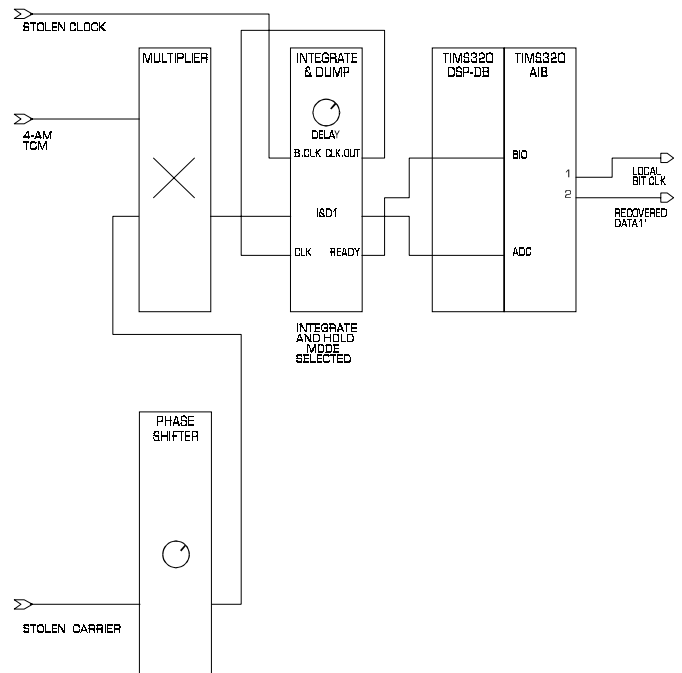 STOLEN CLOCK
MULTIPLIER
INTEGRATE
& DUMP
TIMS320
DSP-DB
TIMS320
AIB
DELAY
4-AM
TCM
B.CLK CLK.OUT
BIO
1
LOCAL
BIT CLK
2
I&D1
RECOVERED
DATA1'
CLK
READY
ADC
INTEGRATE
AND HOLD
MODE
SELECTED
PHASE
SHIFTER
STOLEN CARRIER